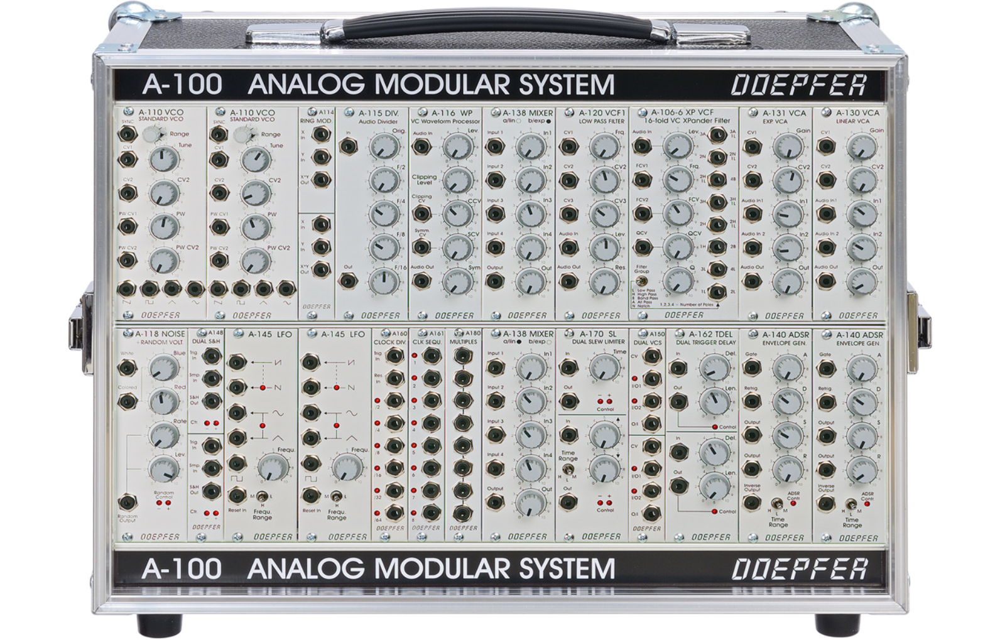 A-100 ANALOG MODULAR SYSTEM DOEPFER
A-110 VCO
STANDARD VCO
SYNC
Range
Tune
CV1
CV2
CV2
PW CV1
PW
PW CV2
PW CV2
DOEPFER
A-110 VCO
STANDARD VCO
SYNC
Range
Tune
CV1
CV2
CV2
PW CV1
PW
PW CV2
PW CV2
DOEPFER
A114
RING MOD.
X In
Y In
X*Y Out
X In
Y In
X*Y Out
DOEPFER
A-115 DIV.
Audio Divider
In
Orig.
F/2
F/4
F/8
F/16
Out
DOEPFER
A-116 WP
VC Waveform Processor
Audio In
Lev.
Clipping
Level
Clipping
CV
CCV
Symm.
CV
SCV
Audio Out
Sym
DOEPFER
A-138 MIXER
a/lin b/exp
Input 1
In1
Input 2
In2
Input 3
In3
Input 4
In4
Output
Out
DOEPFER
A-120 VCF1
LOW PASS FILTER
CV1
Frq.
CV2
CV2
CV3
CV3
Audio In
Lev
Audio Out
Res.
DOEPFER
A-106-6 XP VCF
16-fold VC XPander Filter
Audio In
Lev.
FCV1
Frq.
FCV2
FCV
QCV
QCV
Filter
Group
Q
L Low Pass
H High Pass
B Band Pass
A All Pass
N Notch
1,2,3,4 = Number of Poles
3A
3A
1L
2N
2N
1L
2H
1L
4B
3H
3H
1L
2H
2H
1L
1H
2B
3L
4L
1L
2L
DOEPFER
A-131 VCA
EXP. VCA
CV1
Gain
CV2
CV2
Audio In1
In1
Audio In 2
In2
Audio Out
Out
DOEPFER
A-130 VCA
LINEAR VCA
CV1
Gain
CV2
CV2
Audio In1
In1
Audio In 2
In2
Audio Out
Out
DOEPFER
A-118 NOISE
+RANDOM VOLT.
White
Blue
Colored
Red
Rate
Lev.
Random
Control
- +
Random
Output
DOEPFER
A148
DUAL S&H
Trig. In
Smp. In
S&H Out
Ctr.
- +
Trig. In
Smp. In
S&H Out
Ctr.
- +
DOEPFER
A-145 LFO
Frequ.
M L
H
Reset In
Frequ.
Range
DOEPFER
A-145 LFO
Frequ.
M L
H
Reset In
Frequ.
Range
DOEPFER
A160
CLOCK DIV.
Trig. In
Res. In
/2
/4
/8
/16
/32
/64
DOEPFER
A161
CLK SEQU.
1
2
3
4
5
6
7
8
DOEPFER
A180
MULTIPLES
DOEPFER
A-138 MIXER
a/lin b/exp
Input 1
In1
Input 2
In2
Input 3
In3
Input 4
In4
Output
Out
DOEPFER
A-170 SL
DUAL SLEW LIMITER
In
Time
Out
- +
Control
In
Time
Range
H M
L
Out
- +
Control
DOEPFER
A150
DUAL VCS
CV
I/O1
I/O2
O/I
CV
I/O1
I/O2
O/I
DOEPFER
A-162 TDEL
DUAL TRIGGER DELAY
In
Del.
Out
Len.
Control
In
Del.
Out
Len.
Control
DOEPFER
A-140 ADSR
ENVELOPE GEN.
Gate
A
Retrig.
D
Output
S
Output
R
Inverse
Output
ADSR
Contr.
H M
L
Time
Range
DOEPFER
A-140 ADSR
ENVELOPE GEN.
Gate
A
Retrig.
D
Output
S
Output
R
Inverse
Output
ADSR
Contr.
H M
L
Time
Range
DOEPFER
A-100 ANALOG MODULAR SYSTEM DOEPFER